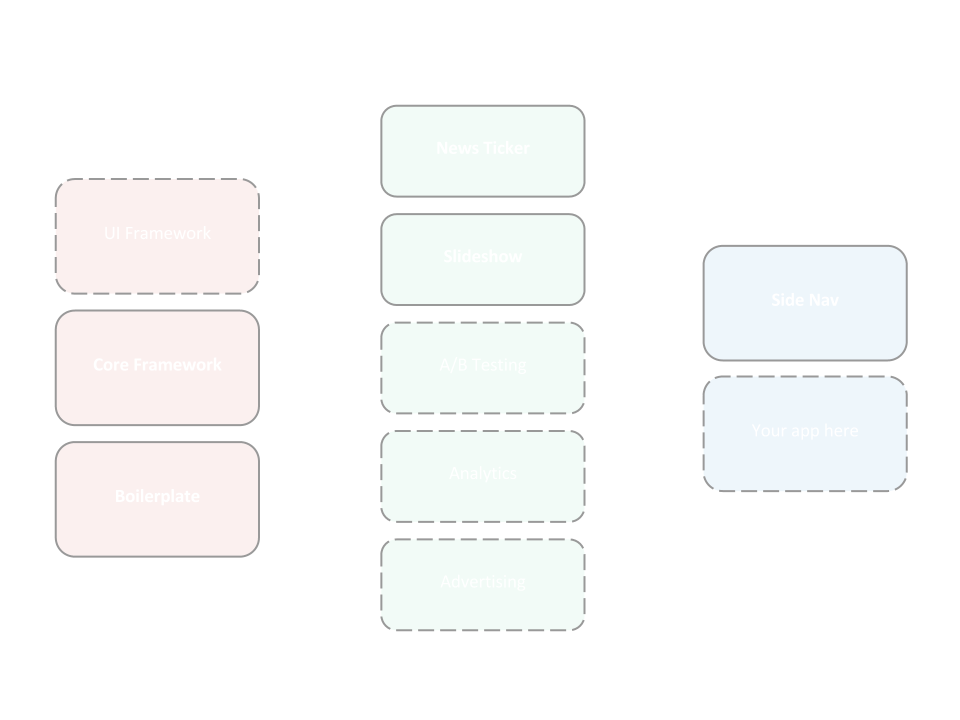 UI Framework
Core Framework
Boilerplate
News Ticker
Slideshow
A/B Testing
Analytics
Advertising
Side Nav
Your app here